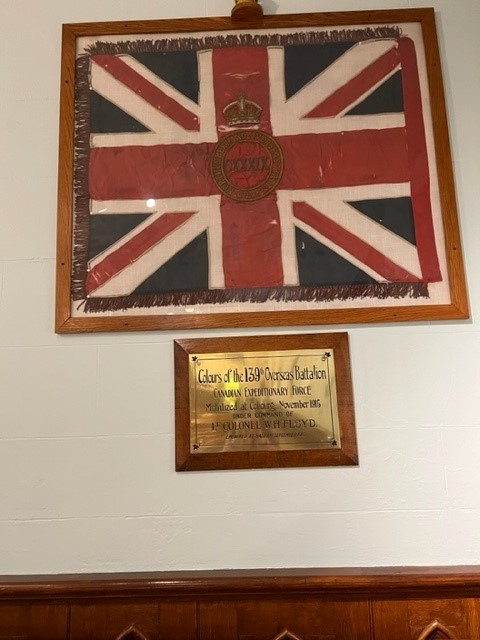 Colours of the 139th Overseas Battalion
CANADIAN EXPEDITIONARY FORCE
Mobilized at Cobourg, November 1915
UNDER COMMAND OF
Lt COLONEL W.H. FLOYD